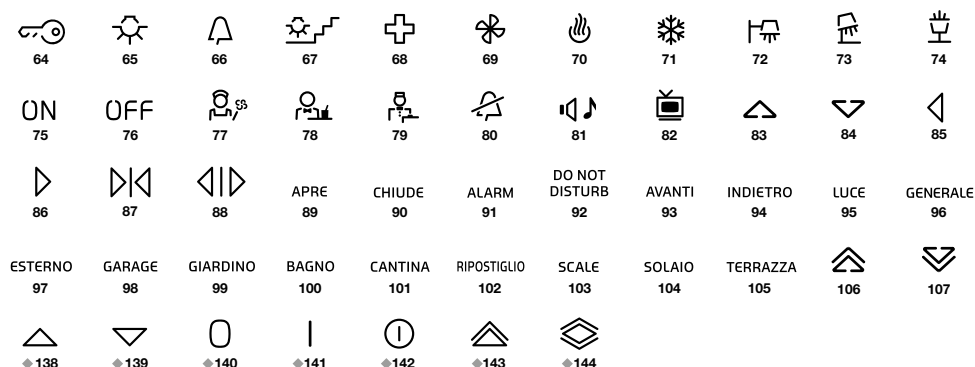 64 65 66 67 68 69 70 71 72 73 74
ON OFF
75 76 77 78 79 80 81 82 83 84 85
APRE CHIUDE ALARM DO NOT DISTURB AVANTI INDIETRO LUCE GENERALE
86 87 88 89 90 91 92 93 94 95 96
ESTERNO GARAGE GIARDINO BAGNO CANTINA RIPOSTIGLIO SCALE SOLAIO TERRAZZA
97 98 99 100 101 102 103 104 105 106 107
0 I
138 139 140 141 142 143 144